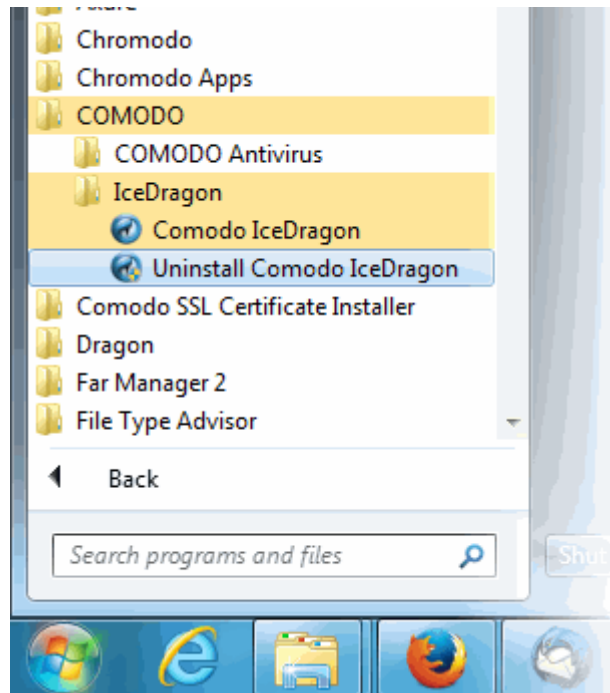 Chromodo
Chromodo Apps
COMODO
COMODO Antivirus
IceDragon
Comodo IceDragon
Uninstall Comodo IceDragon
Comodo SSL Certificate Installer
Dragon
Far Manager 2
File Type Advisor
Back
Search programs and files
Shut